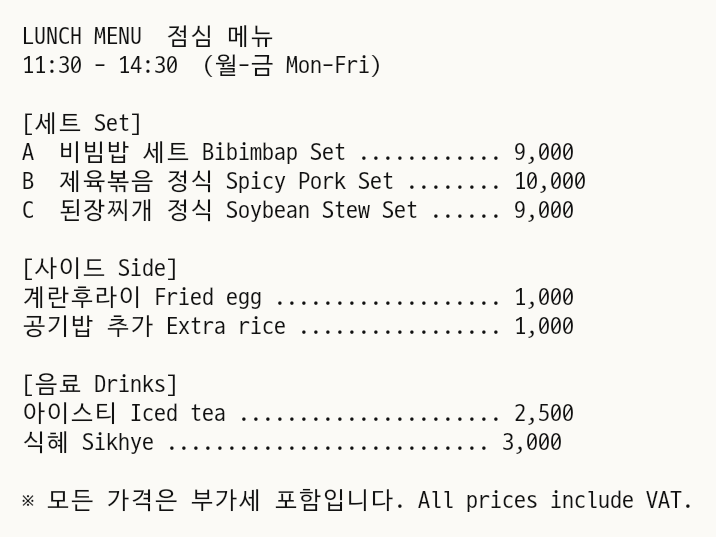 LUNCH MENU  점심 메뉴
11:30 - 14:30  (월-금 Mon-Fri)

[세트 Set]
A  비빔밥 세트 Bibimbap Set ............ 9,000
B  제육볶음 정식 Spicy Pork Set ........ 10,000
C  된장찌개 정식 Soybean Stew Set ...... 9,000

[사이드 Side]
계란후라이 Fried egg ................... 1,000
공기밥 추가 Extra rice ................. 1,000

[음료 Drinks]
아이스티 Iced tea ...................... 2,500
식혜 Sikhye ........................... 3,000

※ 모든 가격은 부가세 포함입니다. All prices include VAT.